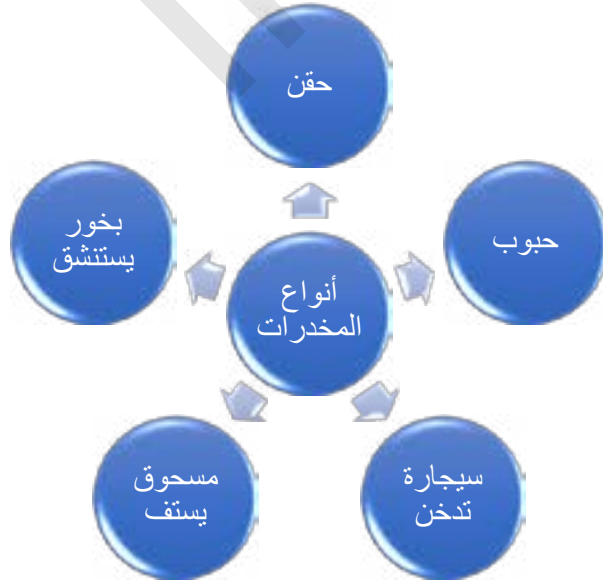 حقن
حبوب
بخور
يستنشق
أنواع
المخدرات
سيجارة
تدخن
مسحوق
يستف